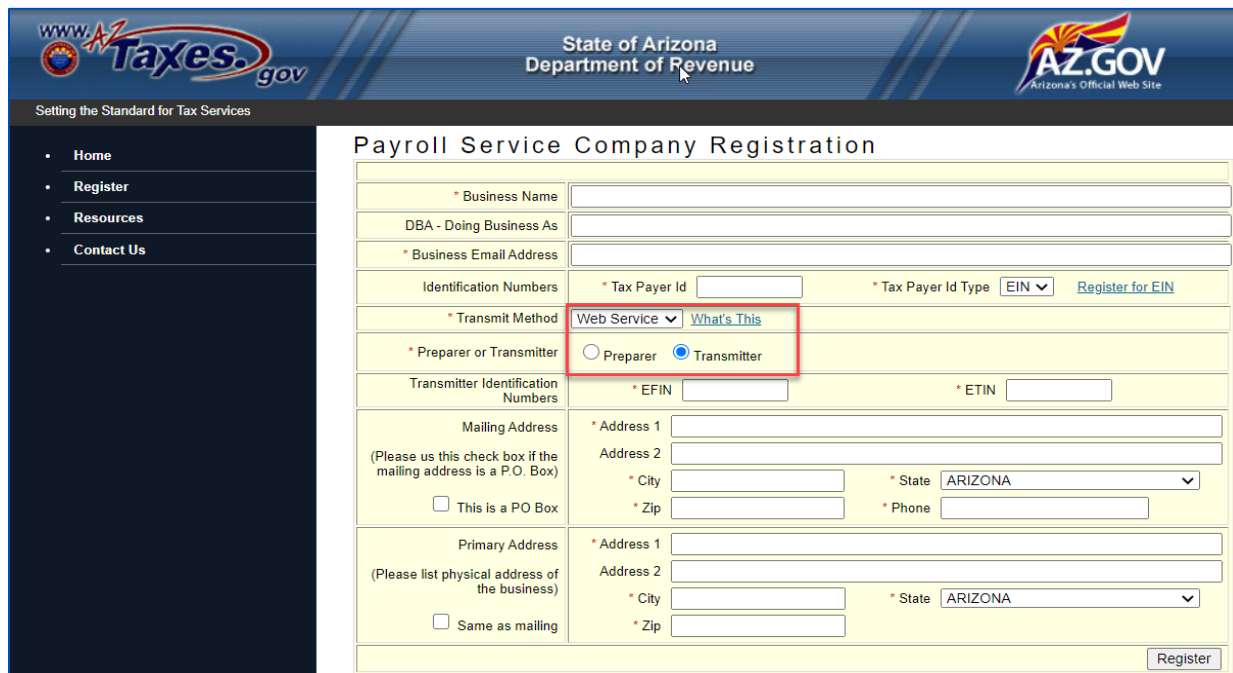 www.AZ
Taxes.gov
State of Arizona
Department of Revenue
AZ.GOV
Arizona's Official Web Site
Setting the Standard for Tax Services
• Home
• Register
• Resources
• Contact Us
Payroll Service Company Registration
* Business Name
DBA - Doing Business As
* Business Email Address
Identification Numbers * Tax Payer Id * Tax Payer Id Type EIN Register for EIN
* Transmit Method Web Service What's This
* Preparer or Transmitter Preparer Transmitter
Transmitter Identification
Numbers * EFIN * ETIN
Mailing Address * Address 1
(Please us this check box if the
mailing address is a P.O. Box) Address 2
* City * State ARIZONA
This is a PO Box * Zip * Phone
Primary Address * Address 1
(Please list physical address of
the business) Address 2
* City * State ARIZONA
Same as mailing * Zip
Register